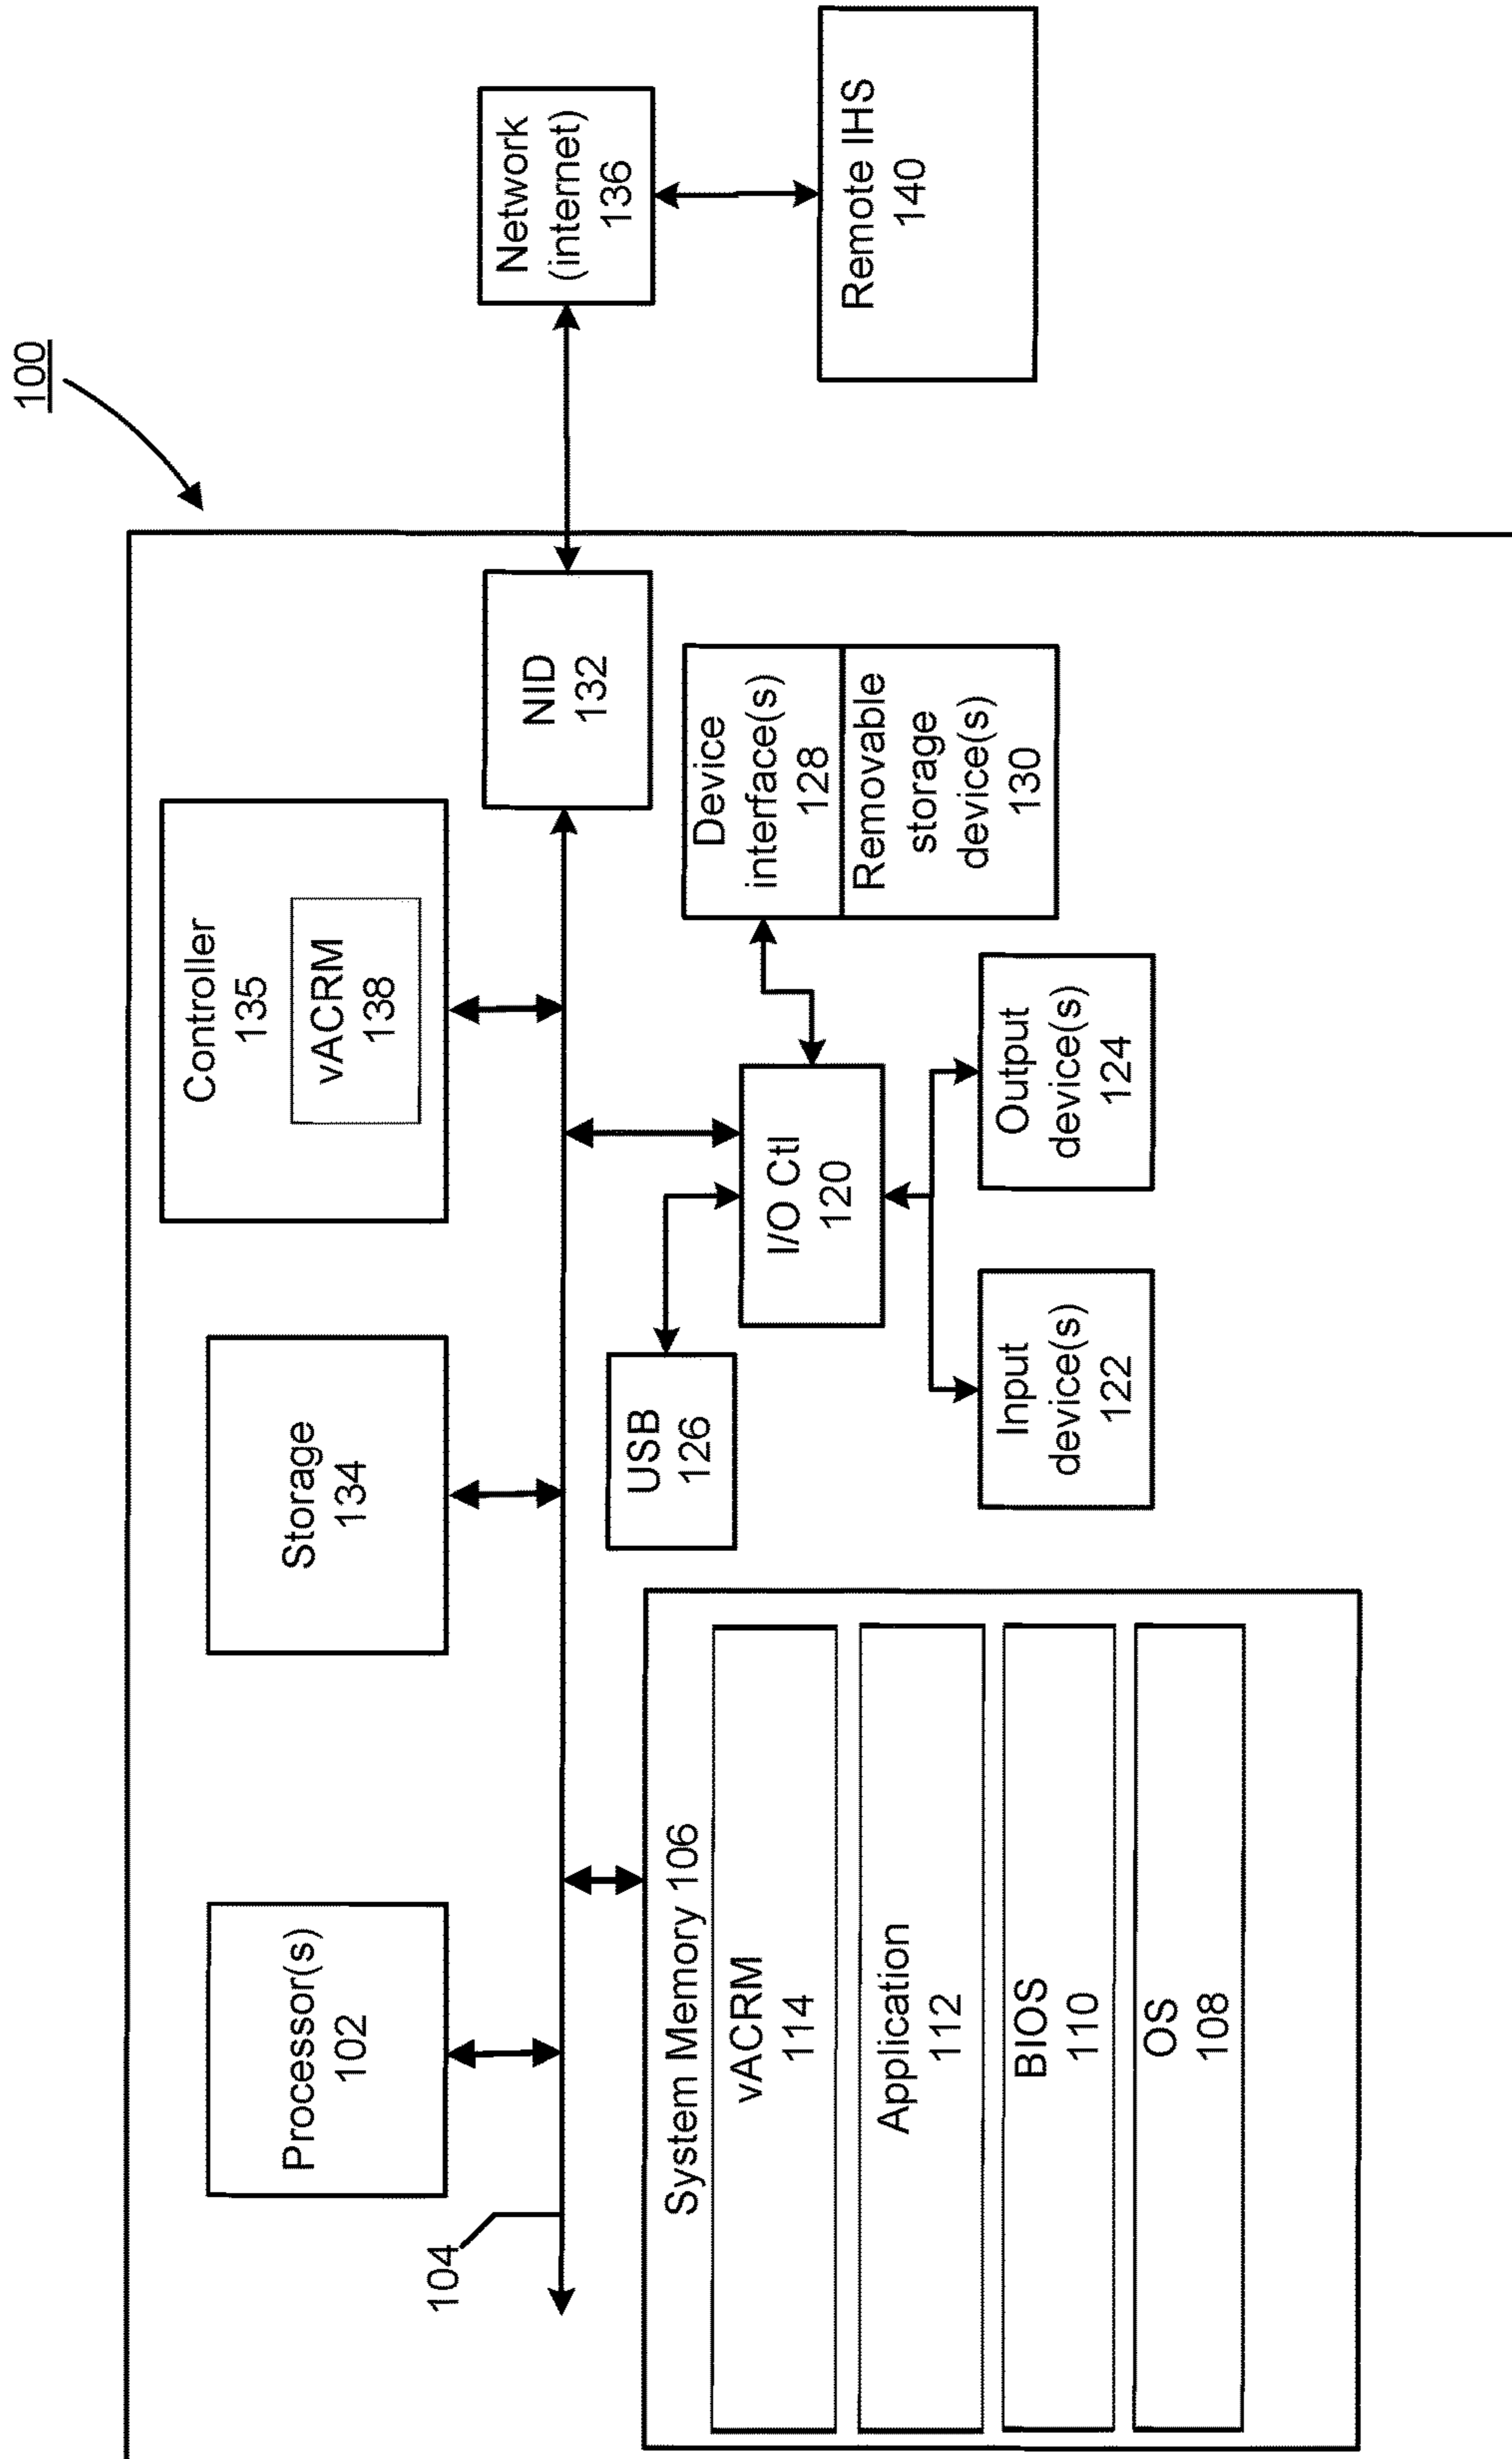 100
Processor(s)
102
Storage
134
Controller
135
vACRM
138
104
NID
132
Network
(internet)
136
System Memory 106
vACRM
114
Application
112
BIOS
110
OS
108
USB
126
I/O Ctl
120
Device
interface(s)
128
Removable
storage
device(s)
130
Input
device(s)
122
Output
device(s)
124
Remote IHS
140